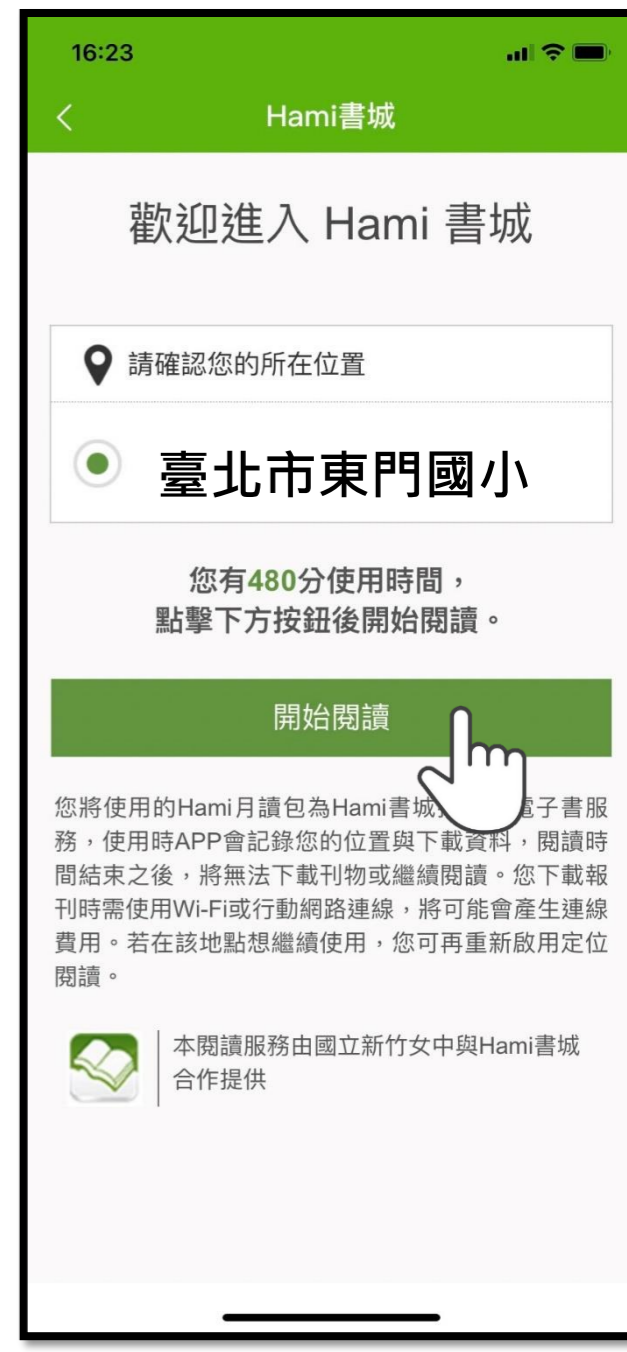 16:23
Hami書城
歡迎進入 Hami 書城
請確認您的所在位置
臺北市東門國小
您有480分使用時間，
點擊下方按鈕後開始閱讀。
開始閱讀
您將使用的Hami月讀包為Hami書城 電子書服
務，使用時APP會記錄您的位置與下載資料，閱讀時
間結束之後，將無法下載刊物或繼續閱讀。您下載報
刊時需使用Wi-Fi或行動網路連線，將可能會產生連線
費用。若在該地點想繼續使用，您可再重新啟用定位
閱讀。
本閱讀服務由國立新竹女中與Hami書城
合作提供